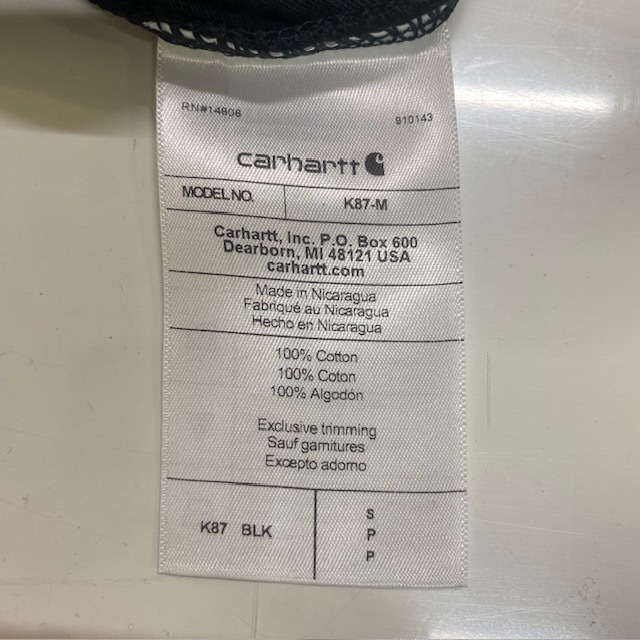 RN#14806 910143
carhartt
MODEL NO. K87-M
Carhartt, Inc. P.O. Box 600
Dearborn, MI 48121 USA
carhartt.com
Made in Nicaragua
Fabriqué au Nicaragua
Hecho en Nicaragua
100% Cotton
100% Coton
100% Algodón
Exclusive trimming
Sauf garnitures
Excepto adorno
K87 BLK
S
P
P